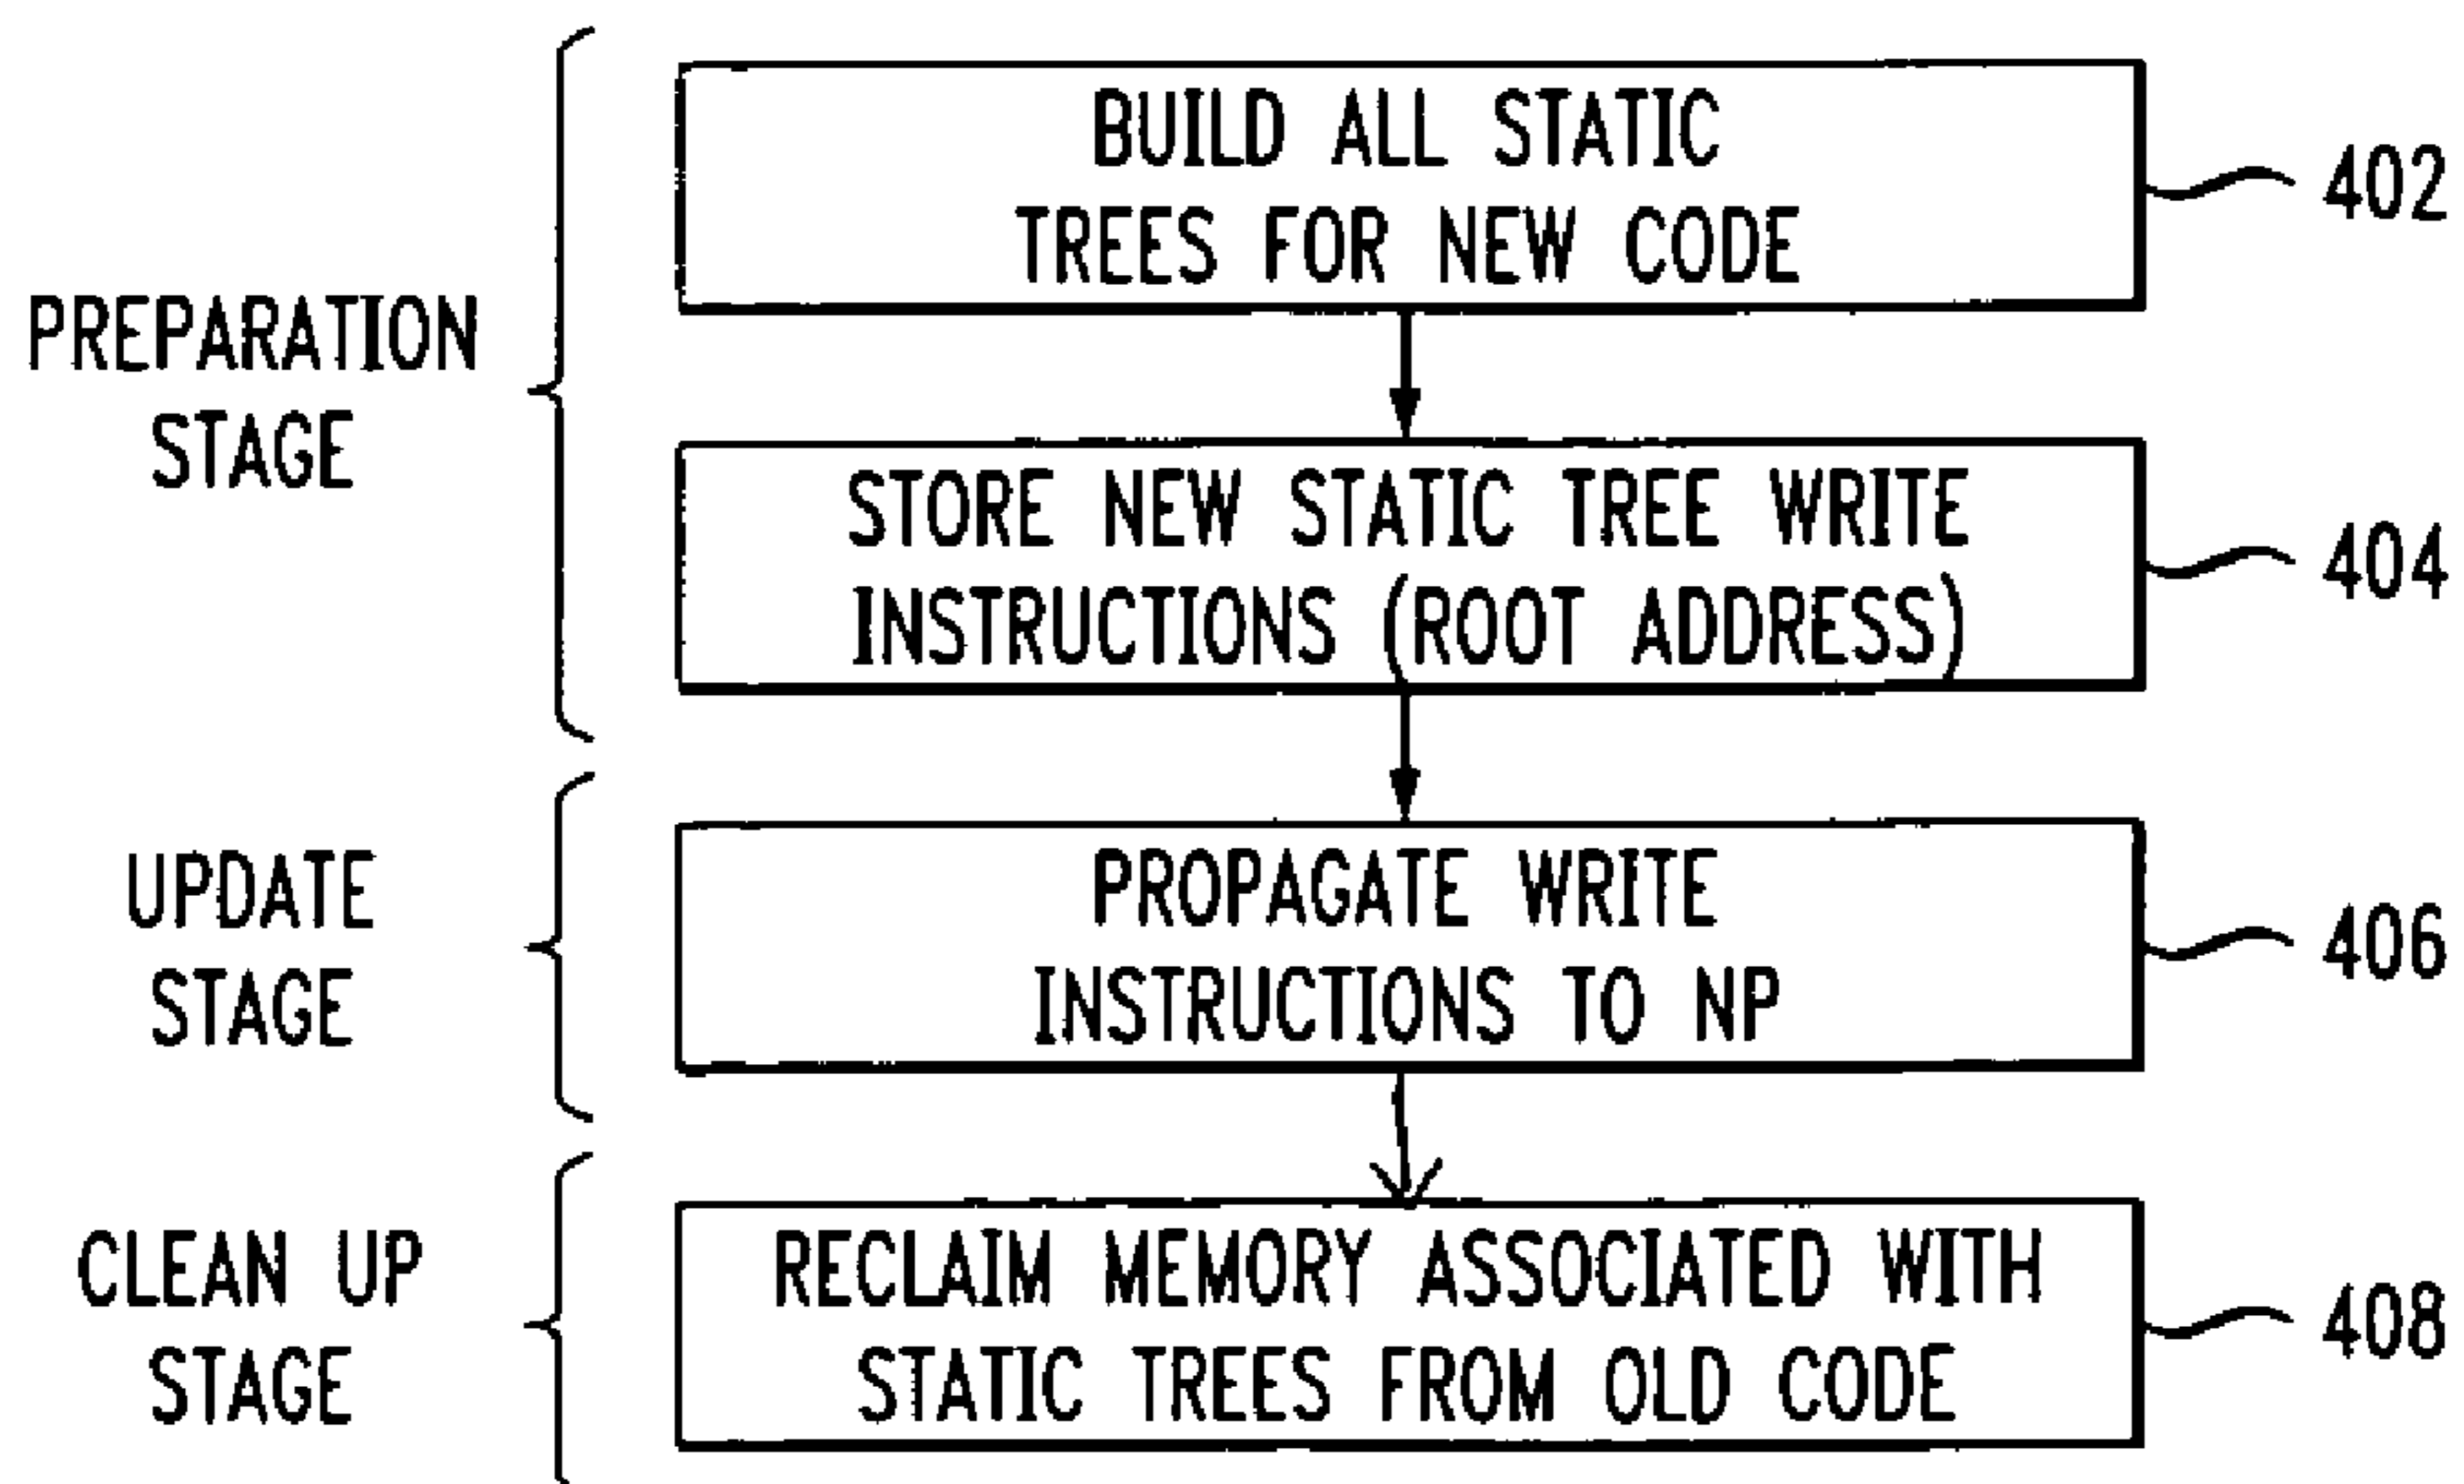 PREPARATION
STAGE
BUILD ALL STATIC
TREES FOR NEW CODE
402
STORE NEW STATIC TREE WRITE
INSTRUCTIONS (ROOT ADDRESS)
404
UPDATE
STAGE
PROPAGATE WRITE
INSTRUCTIONS TO NP
406
CLEAN UP
STAGE
RECLAIM MEMORY ASSOCIATED WITH
STATIC TREES FROM OLD CODE
408